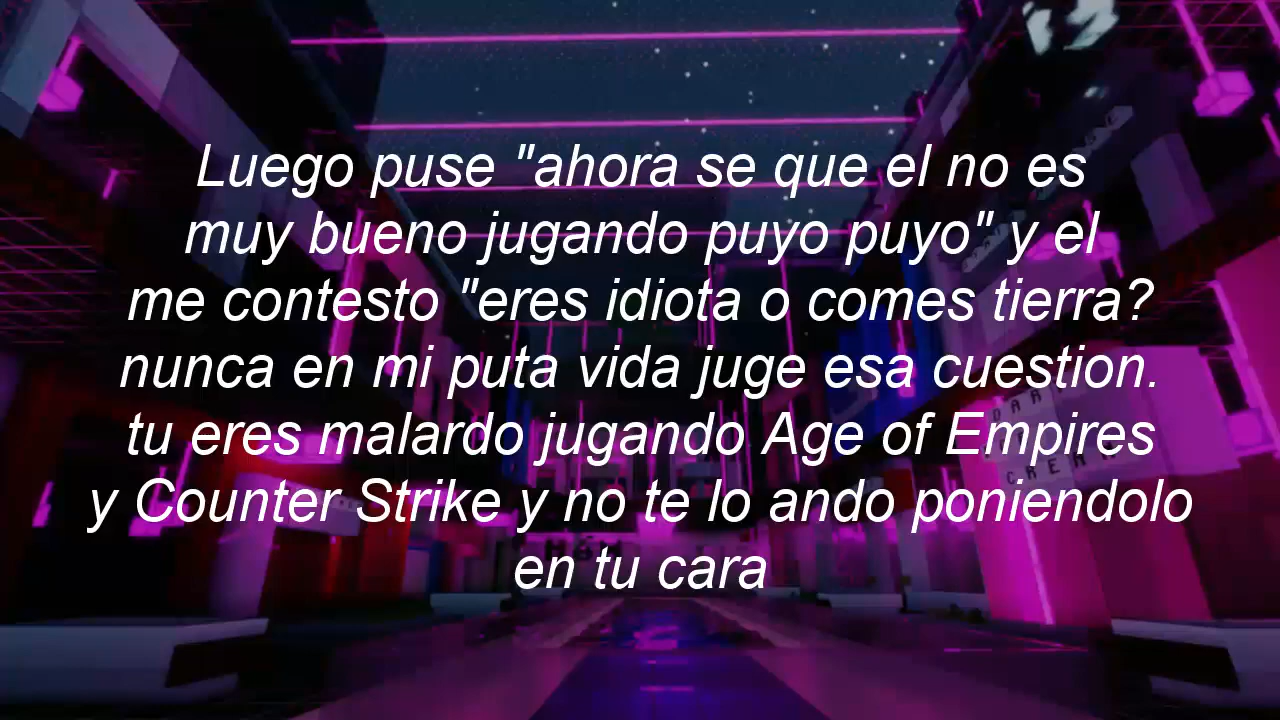 Luego puse "ahora se que el no es
muy bueno jugando puyo puyo" y el
me contesto "eres idiota o comes tierra?
nunca en mi puta vida juge esa cuestion.
tu eres malardo jugando Age of Empires
y Counter Strike y no te lo ando poniendolo
en tu cara